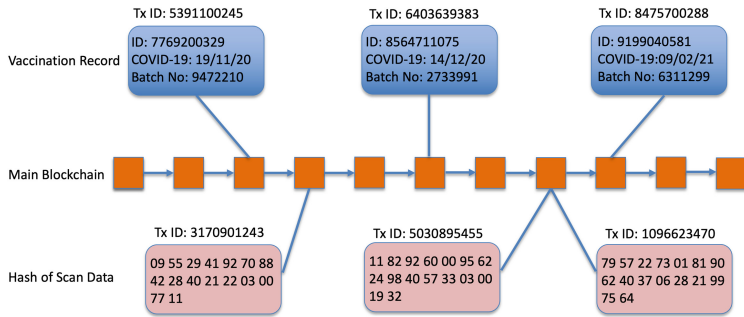 Tx ID: 5391100245
Tx ID: 6403639383
Tx ID: 8475700288
Vaccination Record
ID: 7769200329
COVID-19: 19/11/20
Batch No: 9472210
ID: 8564711075
COVID-19: 14/12/20
Batch No: 2733991
ID: 9199040581
COVID-19:09/02/21
Batch No: 6311299
Main Blockchain
Tx ID: 3170901243
Tx ID: 5030895455
Tx ID: 1096623470
Hash of Scan Data
09 55 29 41 92 70 88
42 28 40 21 22 03 00
77 11
11 82 92 60 00 95 62
24 98 40 57 33 03 00
19 32
79 57 22 73 01 81 90
62 40 37 06 28 21 99
75 64